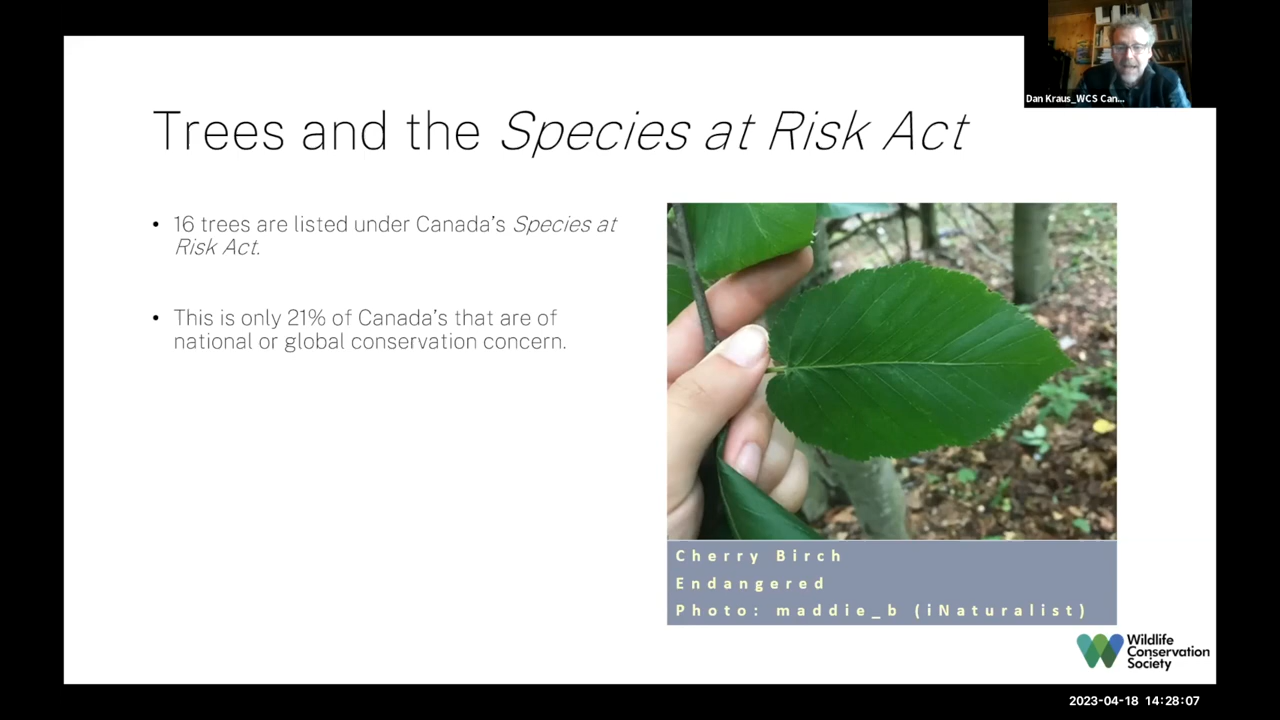 Dan Kraus_WCS Can...
Trees and the Species at Risk Act
• 16 trees are listed under Canada's Species at
Risk Act.
• This is only 21% of Canada's that are of
national or global conservation concern.
Cherry Birch
Endangered
Photo: maddie_b (iNaturalist)
Wildlife
Conservation
Society
2023-04-18 14:28:07